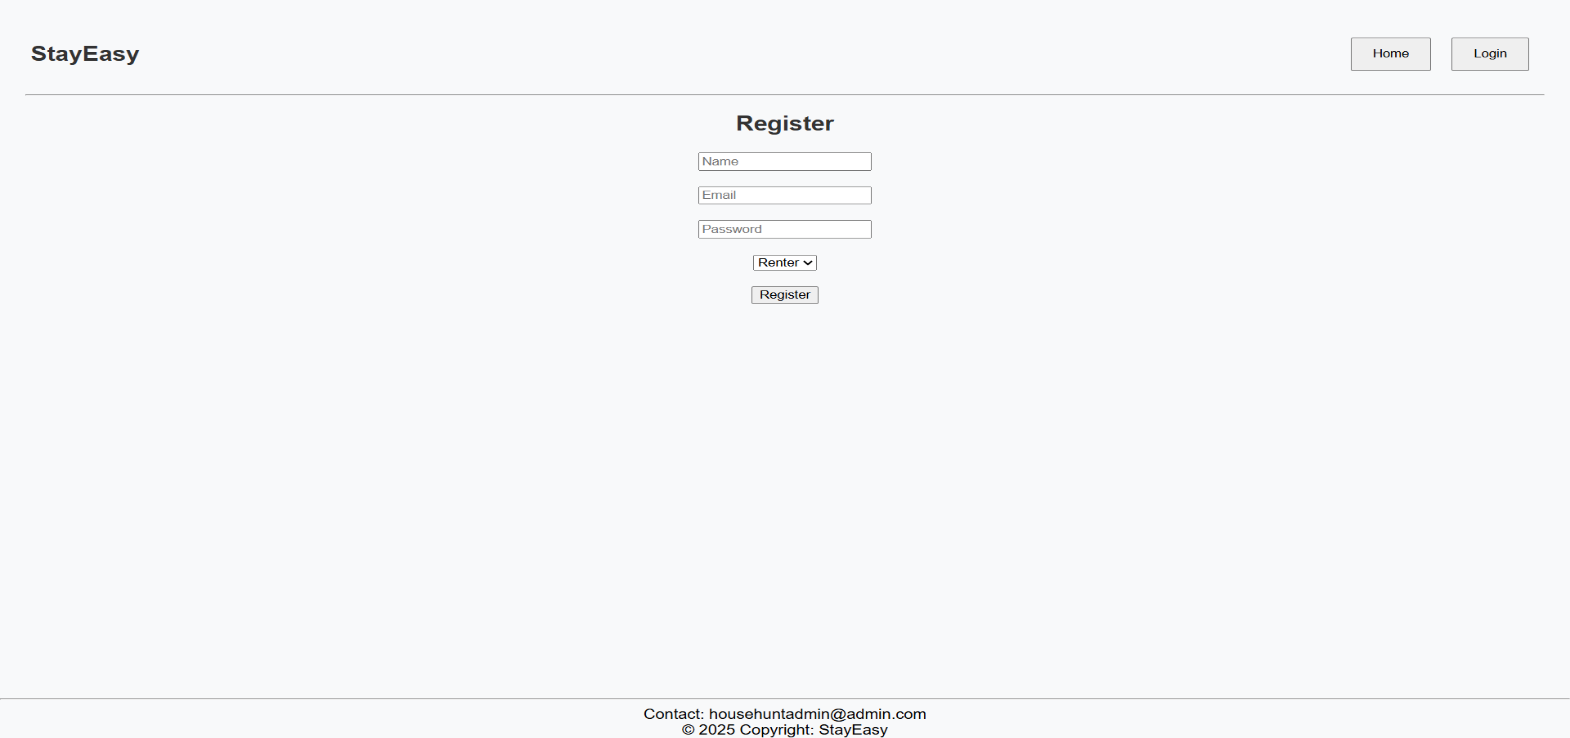 StayEasy
Home
Login
Register
Name
Email
Password
Renter
Register
Contact: househuntadmin@admin.com
© 2025 Copyright: StayEasy